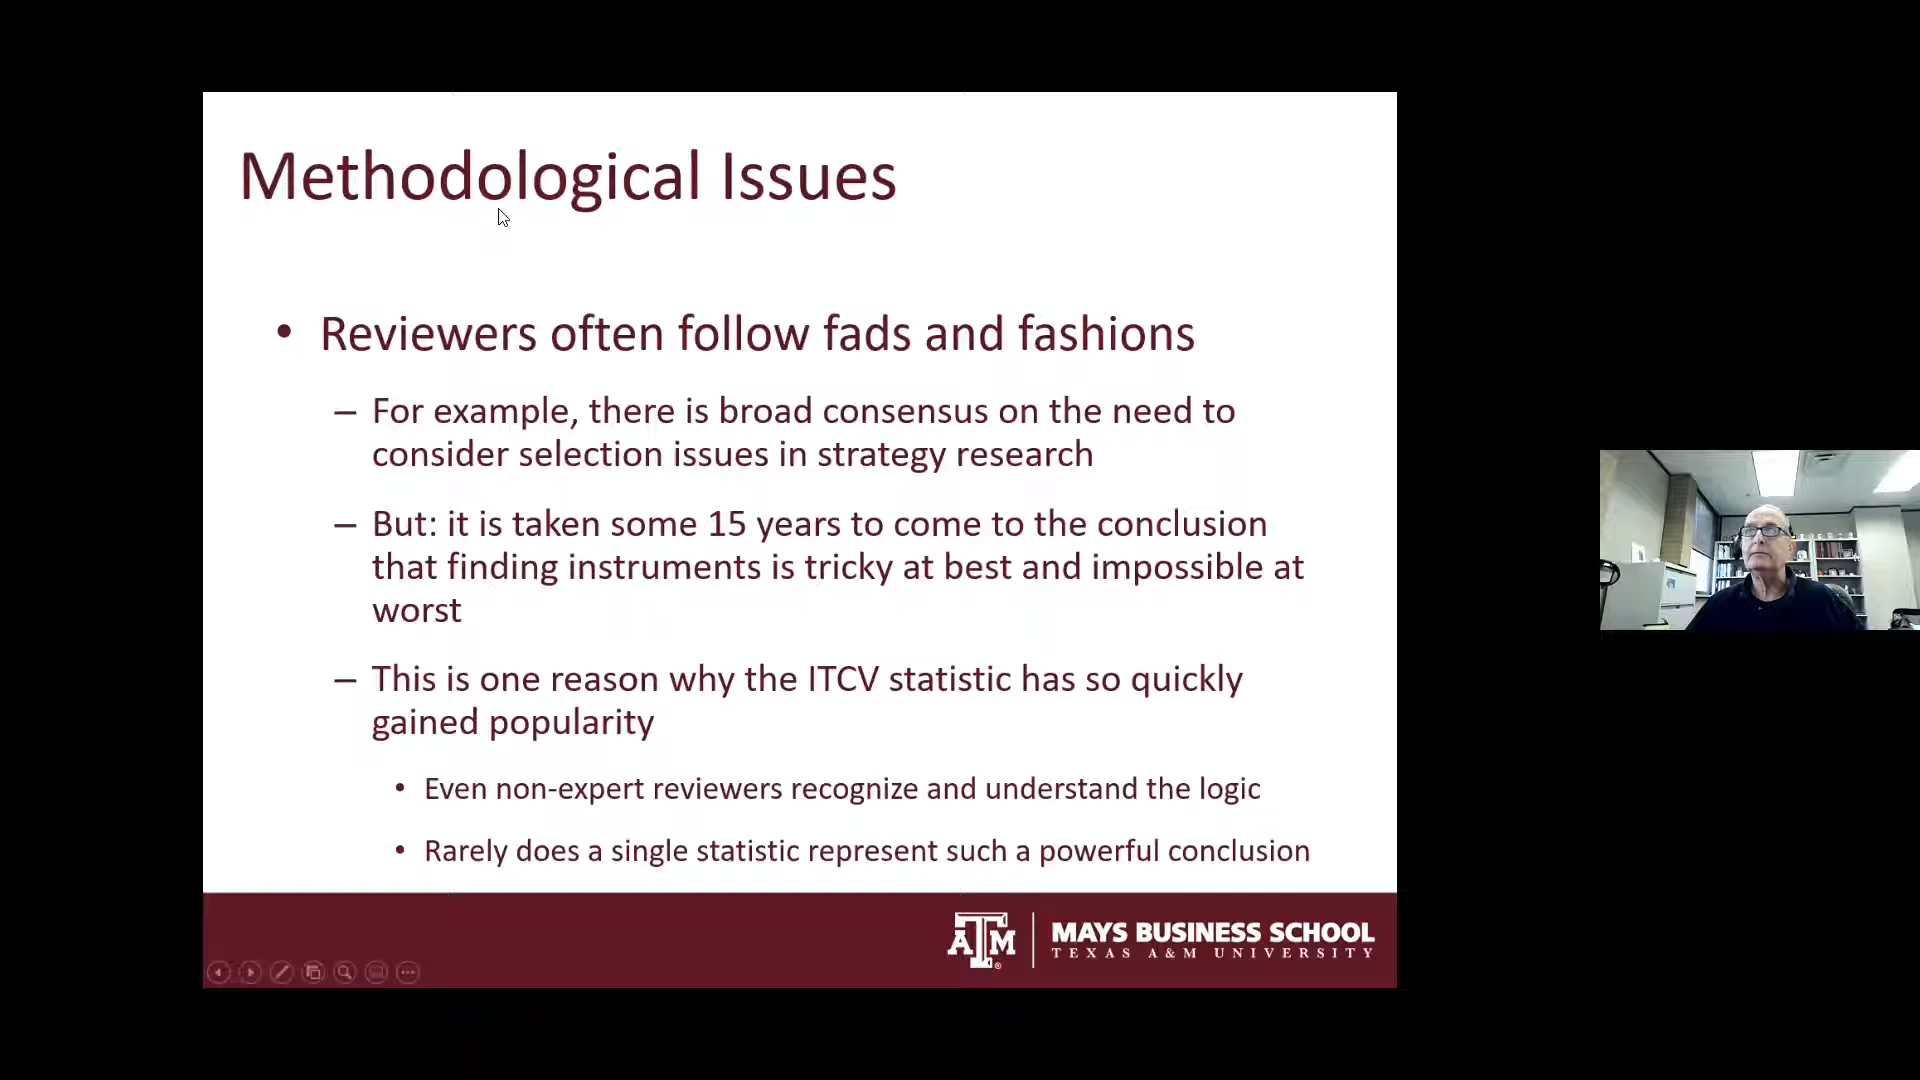 Methodological Issues
• Reviewers often follow fads and fashions
– For example, there is broad consensus on the need to
consider selection issues in strategy research
– But: it is taken some 15 years to come to the conclusion
that finding instruments is tricky at best and impossible at
worst
– This is one reason why the ITCV statistic has so quickly
gained popularity
• Even non-expert reviewers recognize and understand the logic
• Rarely does a single statistic represent such a powerful conclusion
ATM
MAYS BUSINESS SCHOOL
TEXAS A&M UNIVERSITY